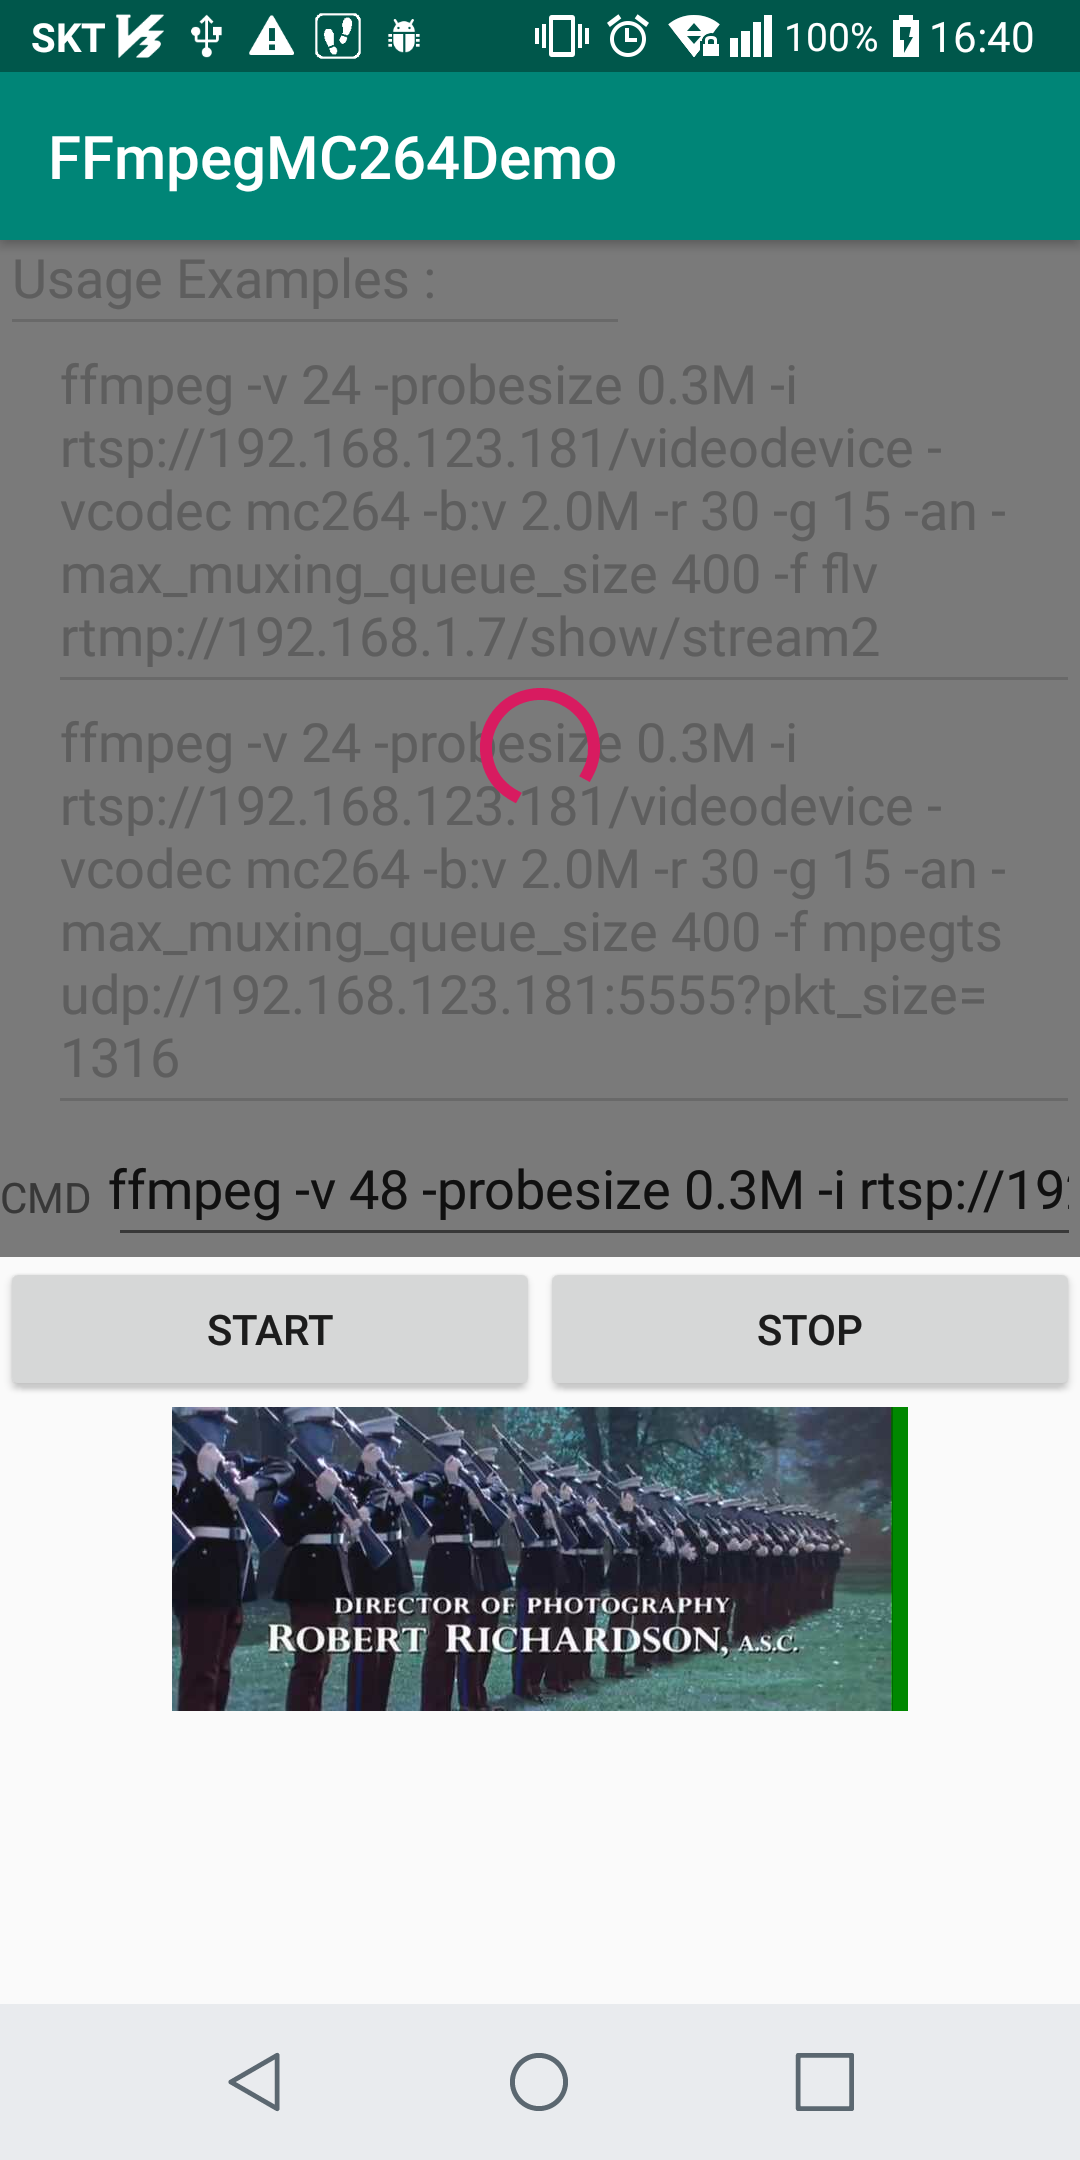 SKT 100% 16:40
FFmpegMC264Demo
Usage Examples :
ffmpeg -v 24 -probesize 0.3M -i
rtsp://192.168.123.181/videodevice -
vcodec mc264 -b:v 2.0M -r 30 -g 15 -an -
max_muxing_queue_size 400 -f flv
rtmp://192.168.1.7/show/stream2
ffmpeg -v 24 -probesize 0.3M -i
rtsp://192.168.123.181/videodevice -
vcodec mc264 -b:v 2.0M -r 30 -g 15 -an -
max_muxing_queue_size 400 -f mpegts
udp://192.168.123.181:5555?pkt_size=
1316
CMD ffmpeg -v 48 -probesize 0.3M -i rtsp://19
START STOP
DIRECTOR OF PHOTOGRAPHY
ROBERT RICHARDSON, A.S.C.